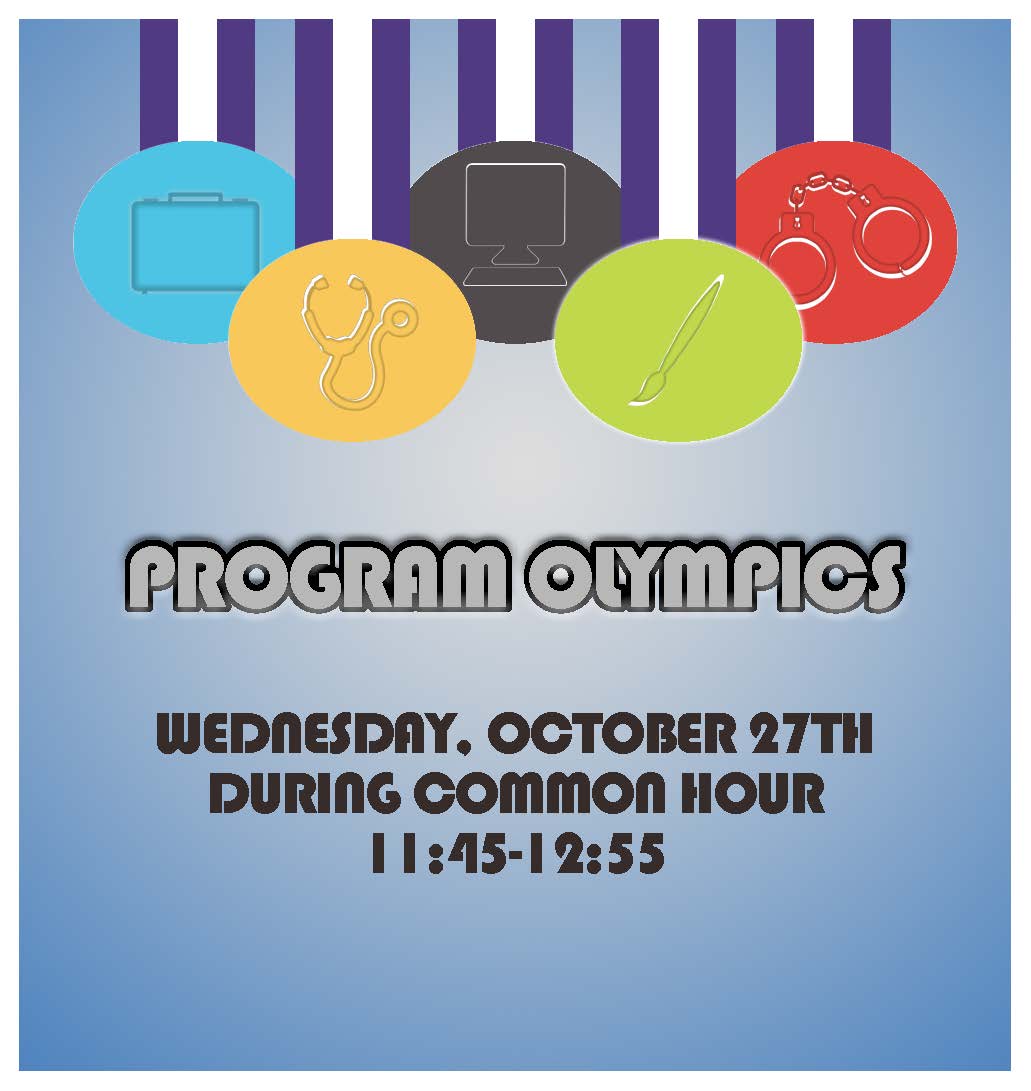 PROGRAM OLYMPICS
WEDNESDAY, OCTOBER 27TH
DURING COMMON HOUR
11:45-12:55